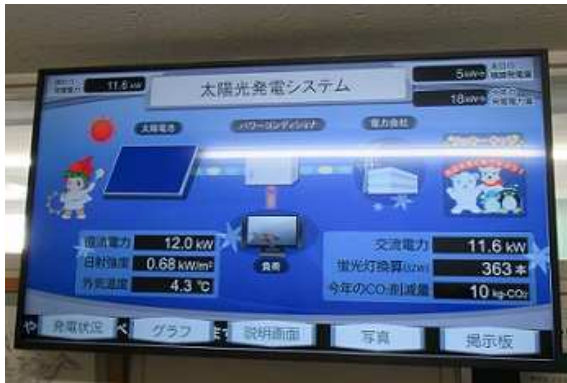 太陽光発電システム
11.6 kW
5 kW·h
18 kW·h
太陽電池
パワーコンディショナ
電力会社
負荷
直流電力 12.0 kW
日射強度 0.68 kW/m²
外気温度 4.3 ℃
交流電力 11.6 kW
蛍光灯換算(32W) 363 本
今年のCO₂削減量 10 kg-CO₂
発電状況
グラフ
説明画面
写真
掲示板